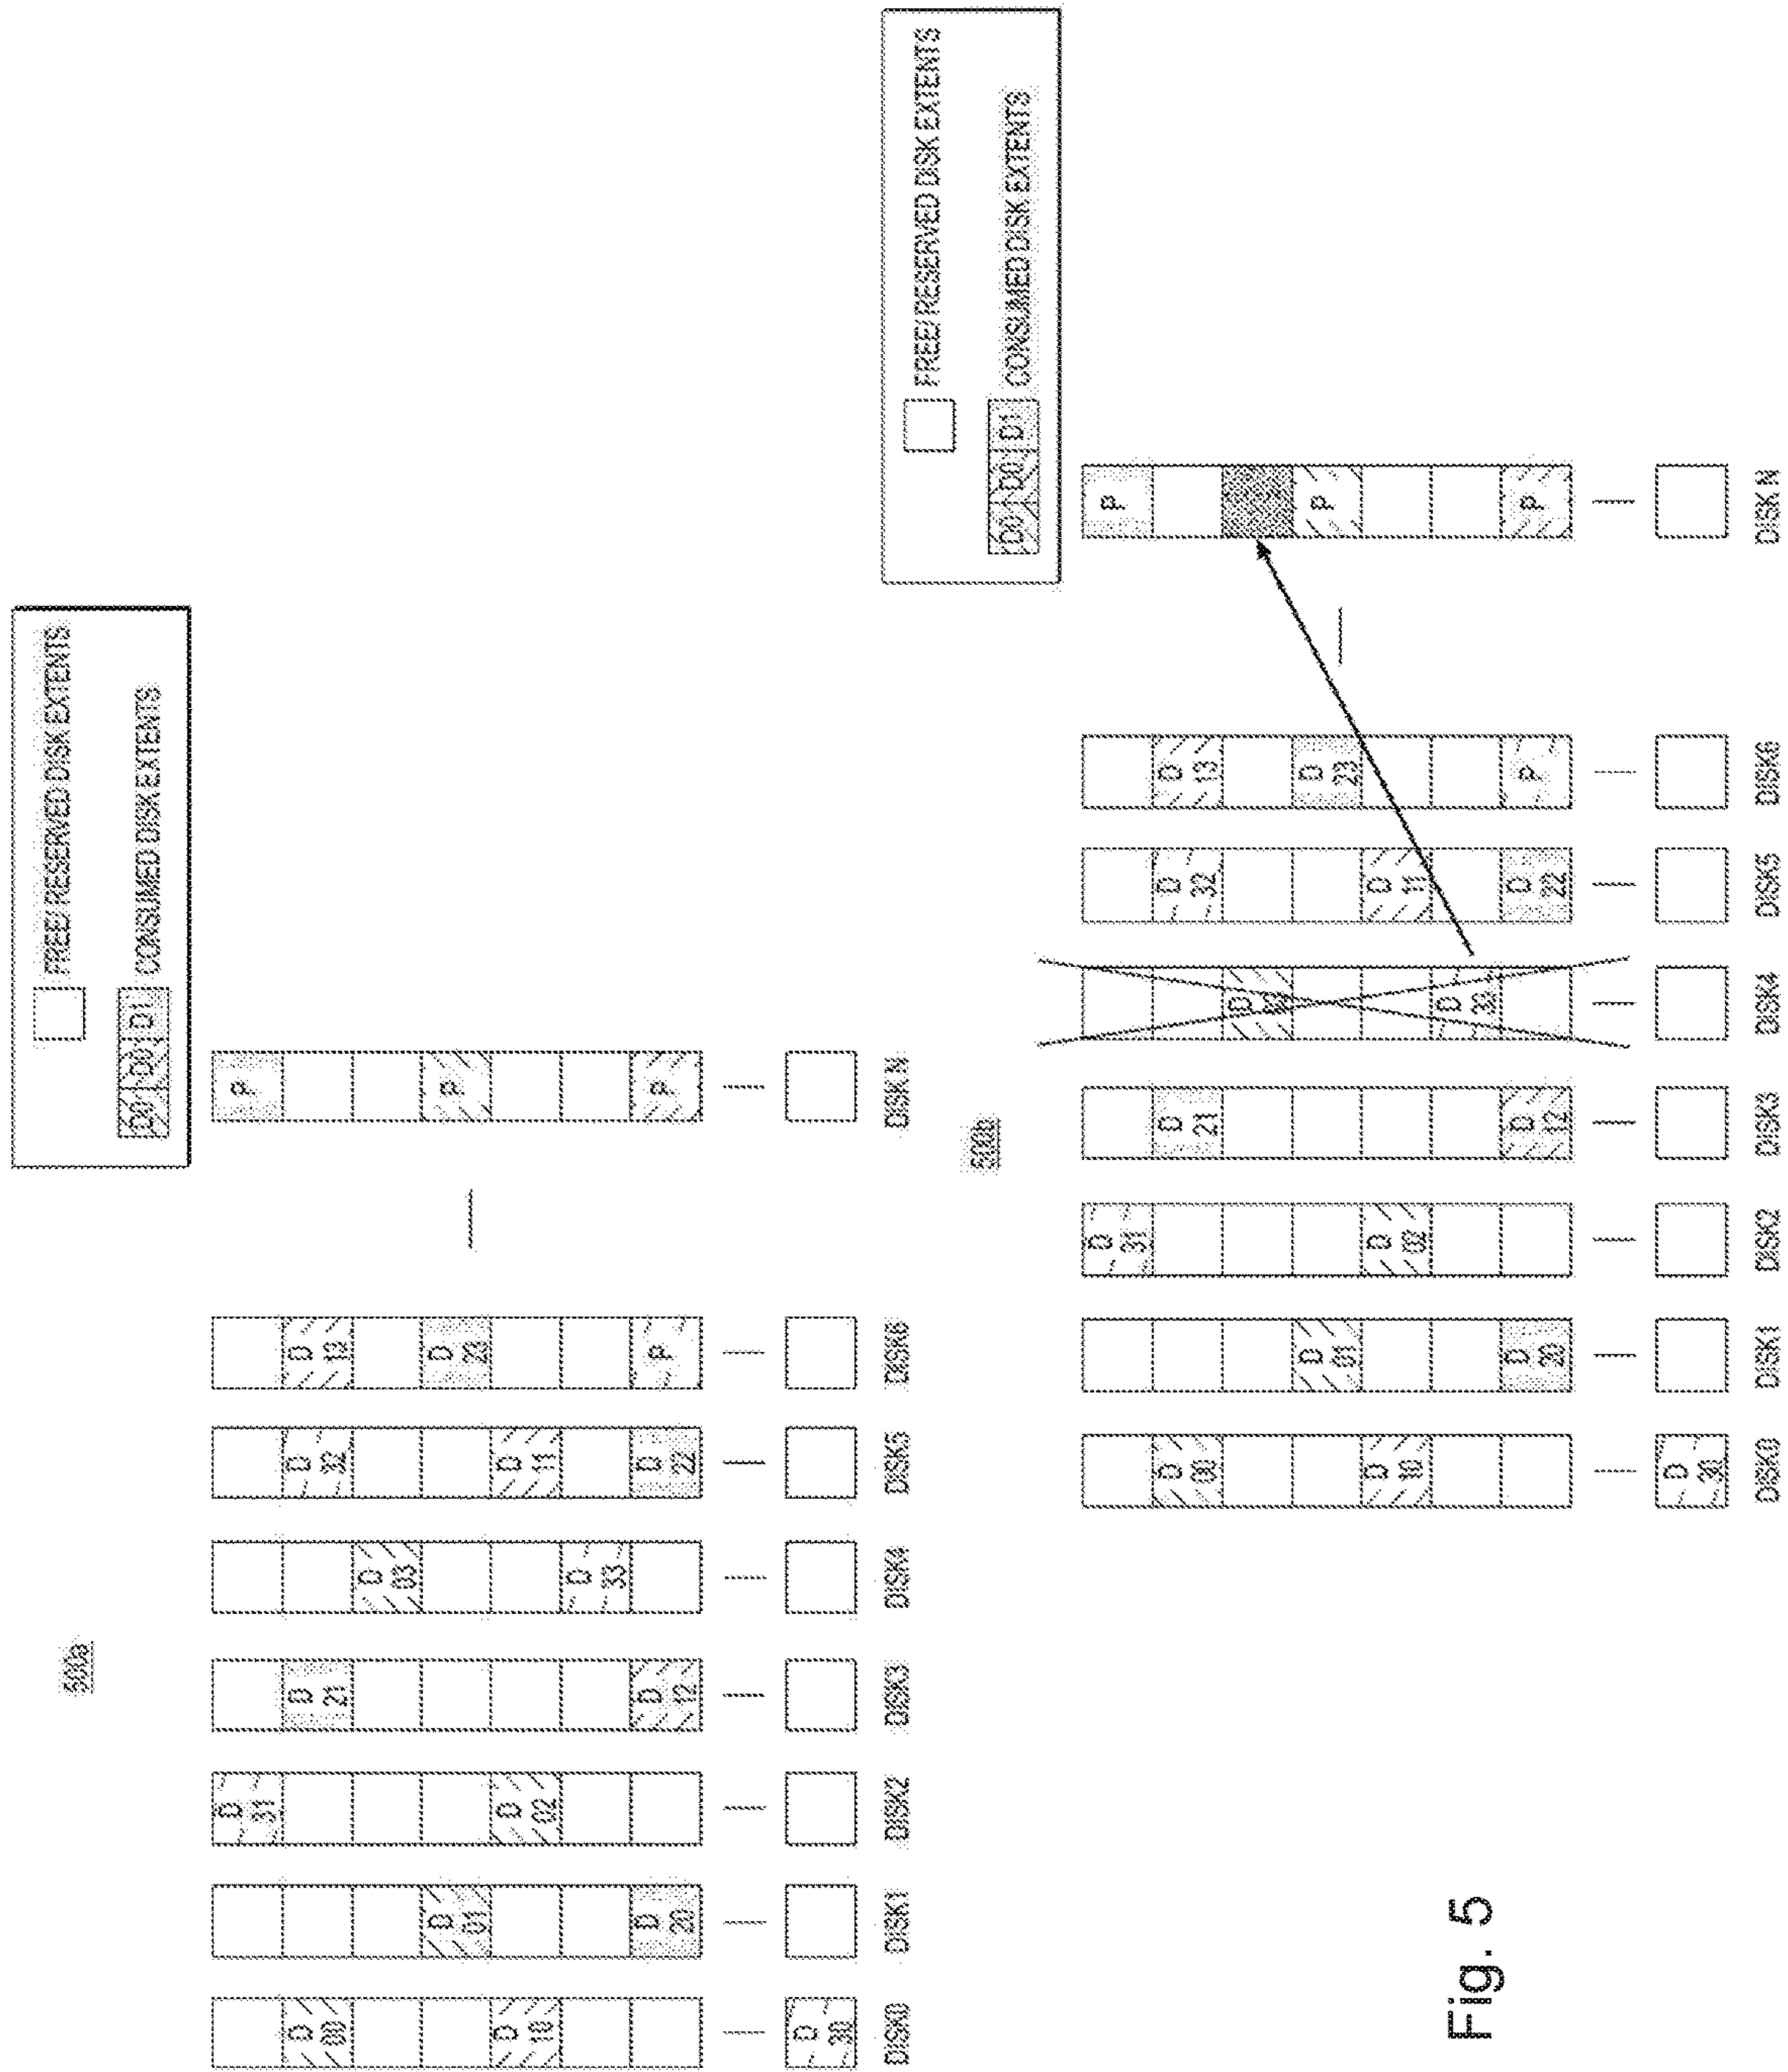 FREE/ RESERVED DISK EXTENTS
500a
D0 D0 D1 CONSUMED DISK EXTENTS
D 31
P
D 00
D 21
D 32
D 13
D 03
D 01
D 23
P
D 10
D 02
D 11
D 33
D 20
D 12
D 22
P
P
D 30
DISK0 DISK1 DISK2 DISK3 DISK4 DISK5 DISK6 DISK N
FREE/ RESERVED DISK EXTENTS
500b
D0 D0 D1 CONSUMED DISK EXTENTS
D 31
P
D 00
D 21
D 32
D 13
D
D 01
D 23
P
D 10
D 02
D 11
D 33
D 20
D 12
D 22
P
P
D 30
DISK0 DISK1 DISK2 DISK3 DISK4 DISK5 DISK6 DISK N
Fig. 5